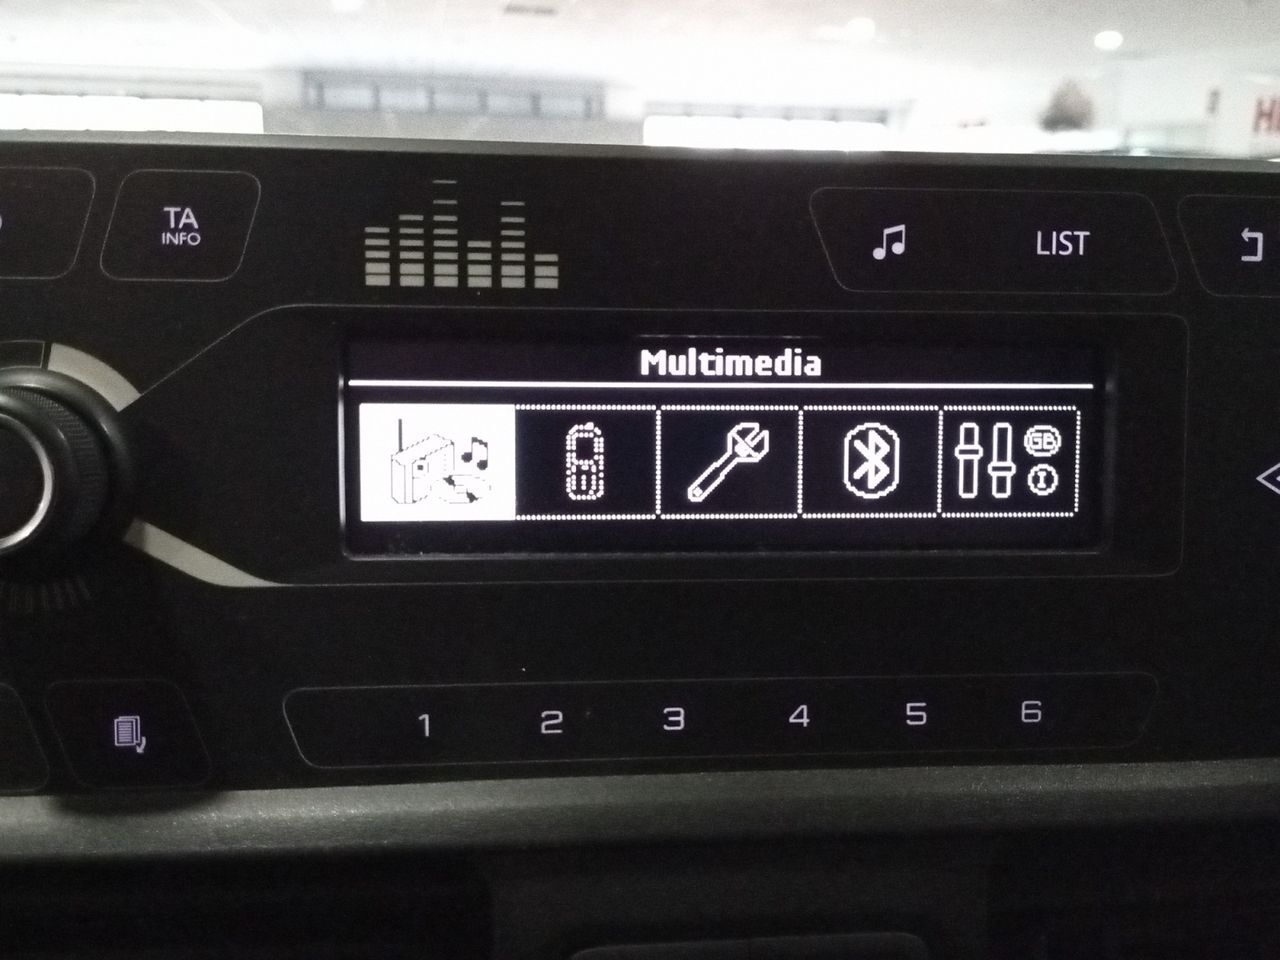 TA
INFO
LIST
Multimedia
GB
I
1 2 3 4 5 6